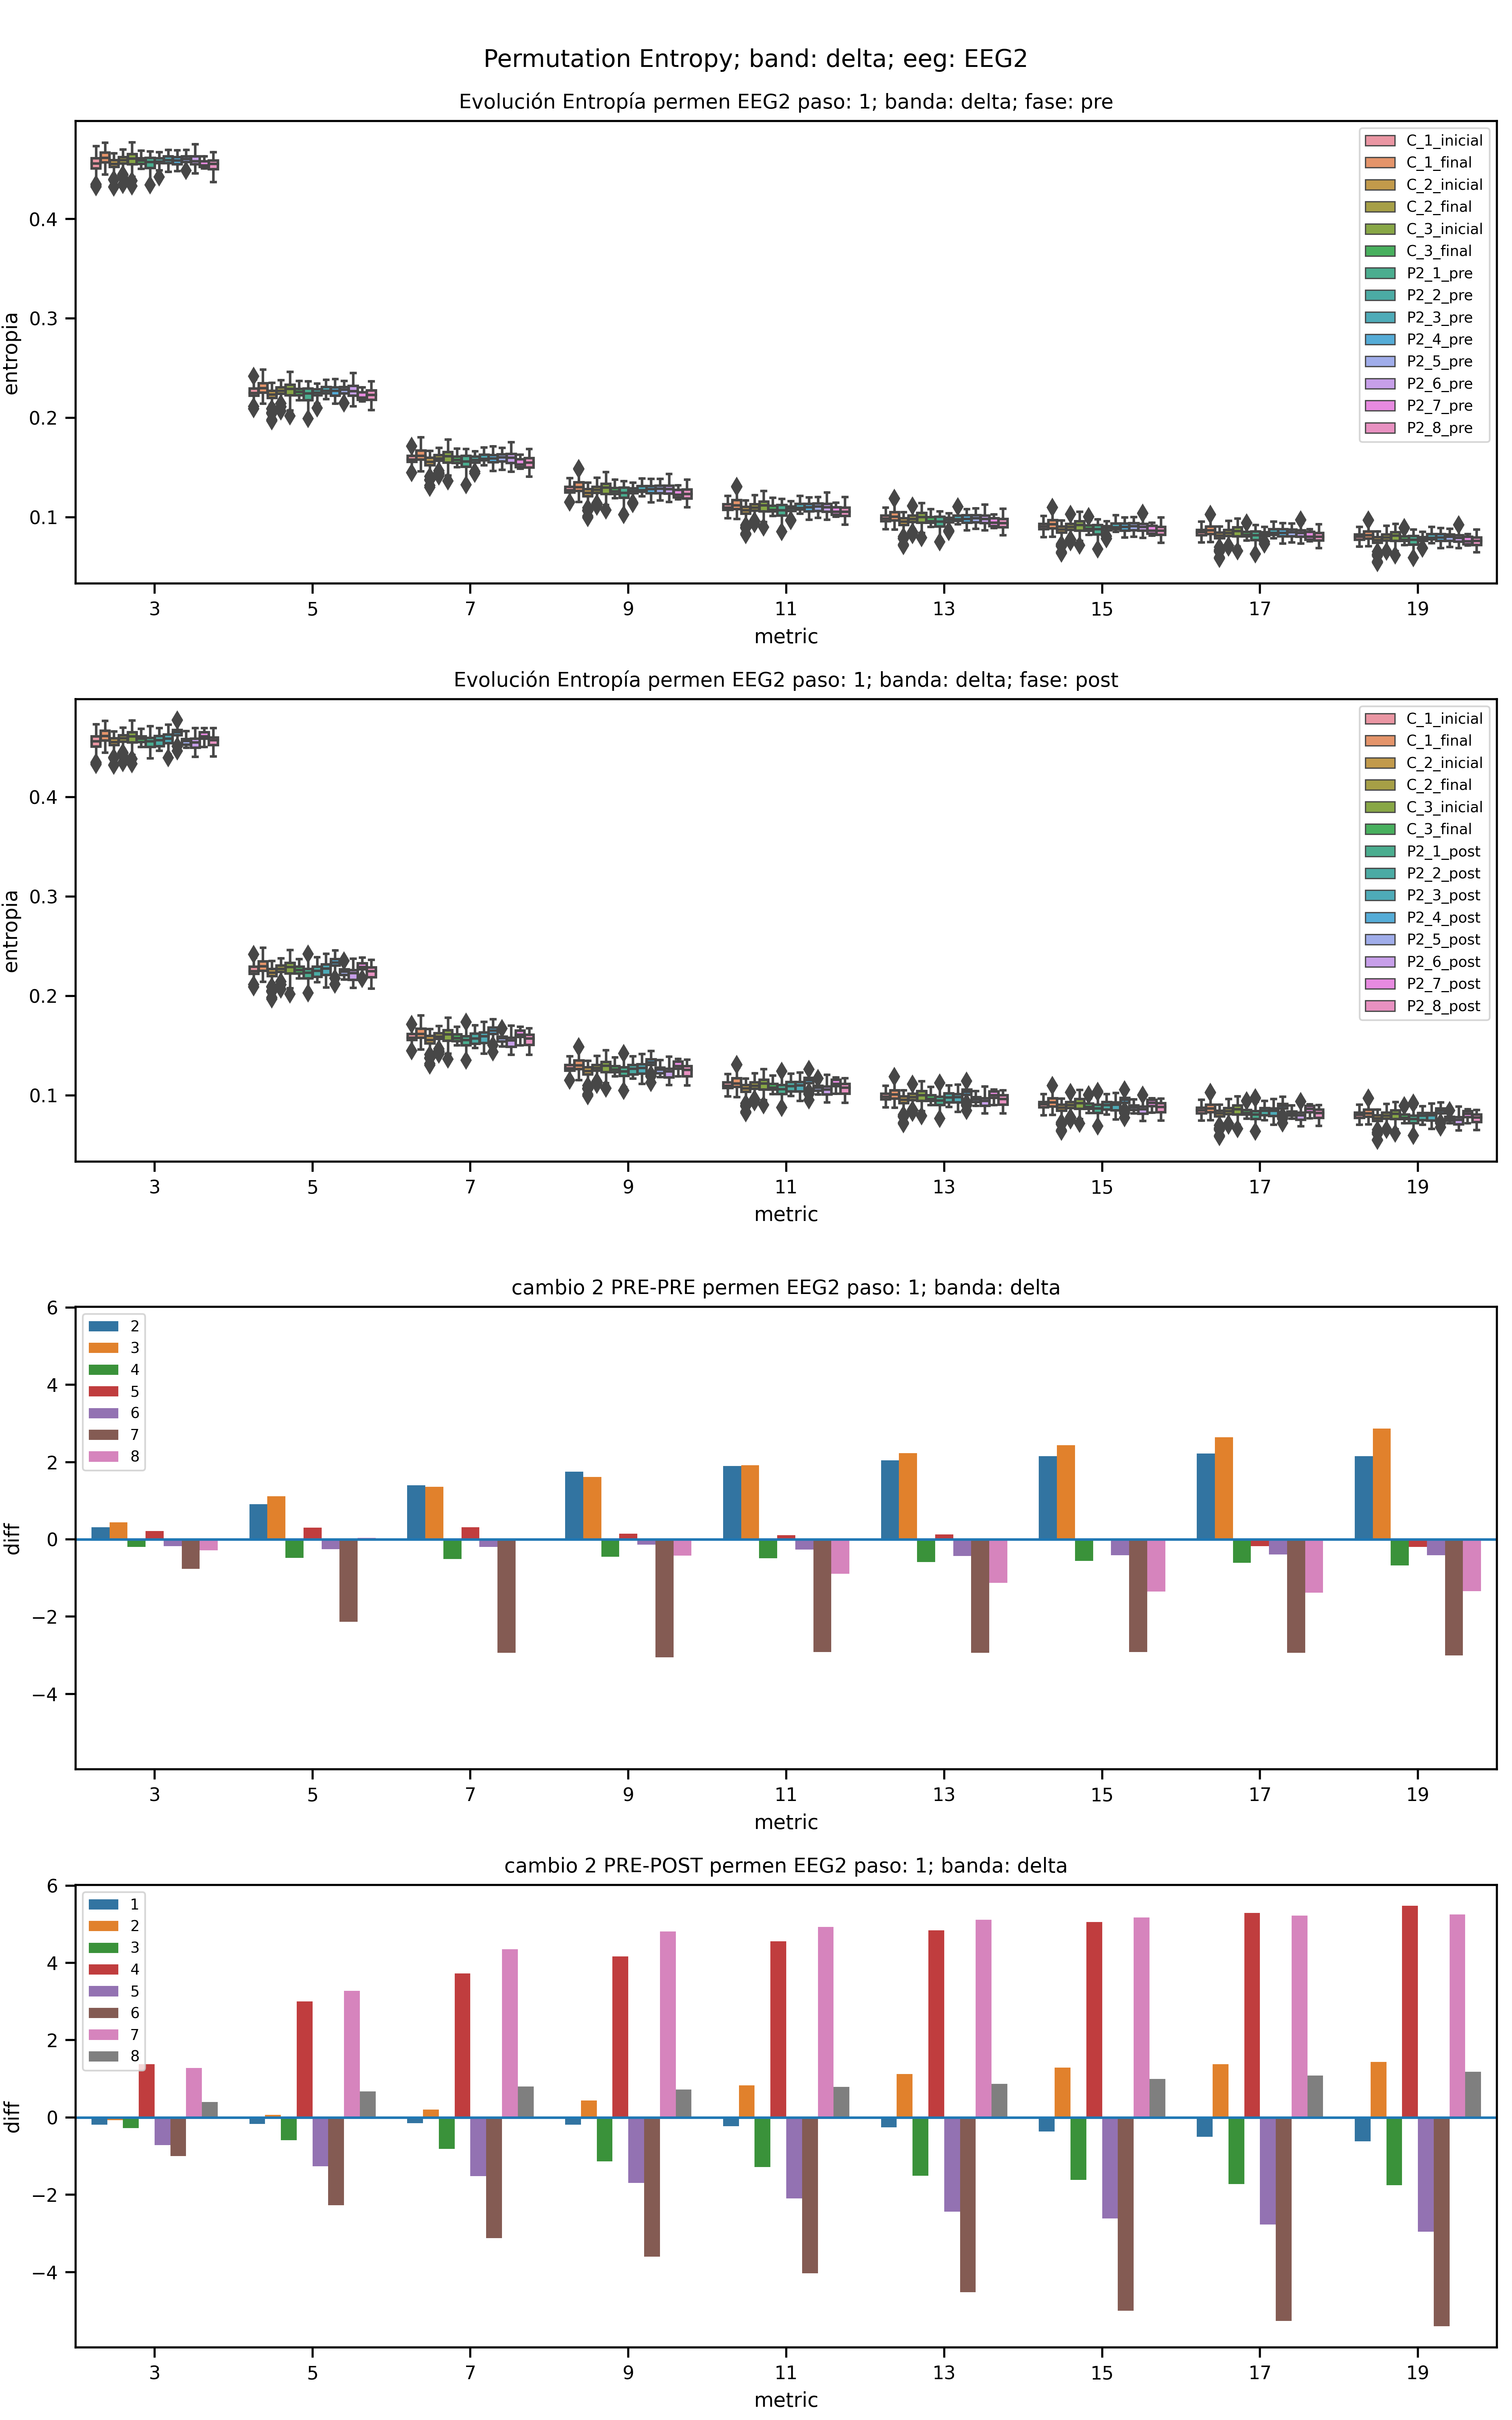 Permutation Entropy; band: delta; eeg: EEG2
Evolución Entropía permen EEG2 paso: 1; banda: delta; fase: pre
entropia
0.4
0.3
0.2
0.1
C_1_inicial
C_1_final
C_2_inicial
C_2_final
C_3_inicial
C_3_final
P2_1_pre
P2_2_pre
P2_3_pre
P2_4_pre
P2_5_pre
P2_6_pre
P2_7_pre
P2_8_pre
3 5 7 9 11 13 15 17 19
metric
Evolución Entropía permen EEG2 paso: 1; banda: delta; fase: post
entropia
0.4
0.3
0.2
0.1
C_1_inicial
C_1_final
C_2_inicial
C_2_final
C_3_inicial
C_3_final
P2_1_post
P2_2_post
P2_3_post
P2_4_post
P2_5_post
P2_6_post
P2_7_post
P2_8_post
3 5 7 9 11 13 15 17 19
metric
cambio 2 PRE-PRE permen EEG2 paso: 1; banda: delta
diff
6
4
2
0
−2
−4
2
3
4
5
6
7
8
3 5 7 9 11 13 15 17 19
metric
cambio 2 PRE-POST permen EEG2 paso: 1; banda: delta
diff
6
4
2
0
−2
−4
1
2
3
4
5
6
7
8
3 5 7 9 11 13 15 17 19
metric